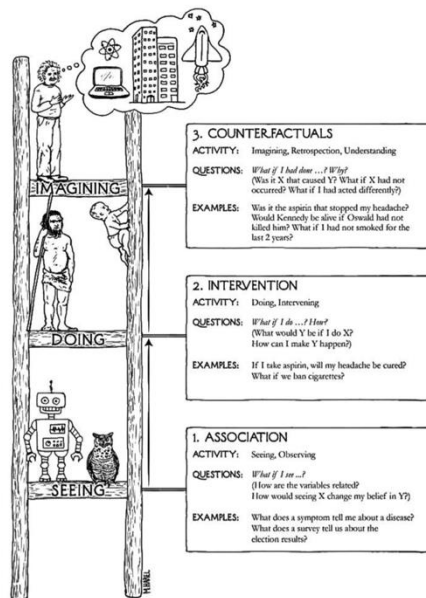 3. COUNTERFACTUALS
ACTIVITY: Imagining, Retrospection, Understanding
QUESTIONS: What if I had done …? Why?
(Was it X that caused Y? What if X had not
occurred? What if I had acted differently?)
EXAMPLES: Was it the aspirin that stopped my headache?
Would Kennedy be alive if Oswald had not
killed him? What if I had not smoked for the
last 2 years?
IMAGINING
2. INTERVENTION
ACTIVITY: Doing, Intervening
QUESTIONS: What if I do …? How?
(What would Y be if I do X?
How can I make Y happen?)
EXAMPLES: If I take aspirin, will my headache be cured?
What if we ban cigarettes?
DOING
1. ASSOCIATION
ACTIVITY: Seeing, Observing
QUESTIONS: What if I see …?
(How are the variables related?
How would seeing X change my belief in Y?)
EXAMPLES: What does a symptom tell me about a disease?
What does a survey tell us about the
election results?
SEEING